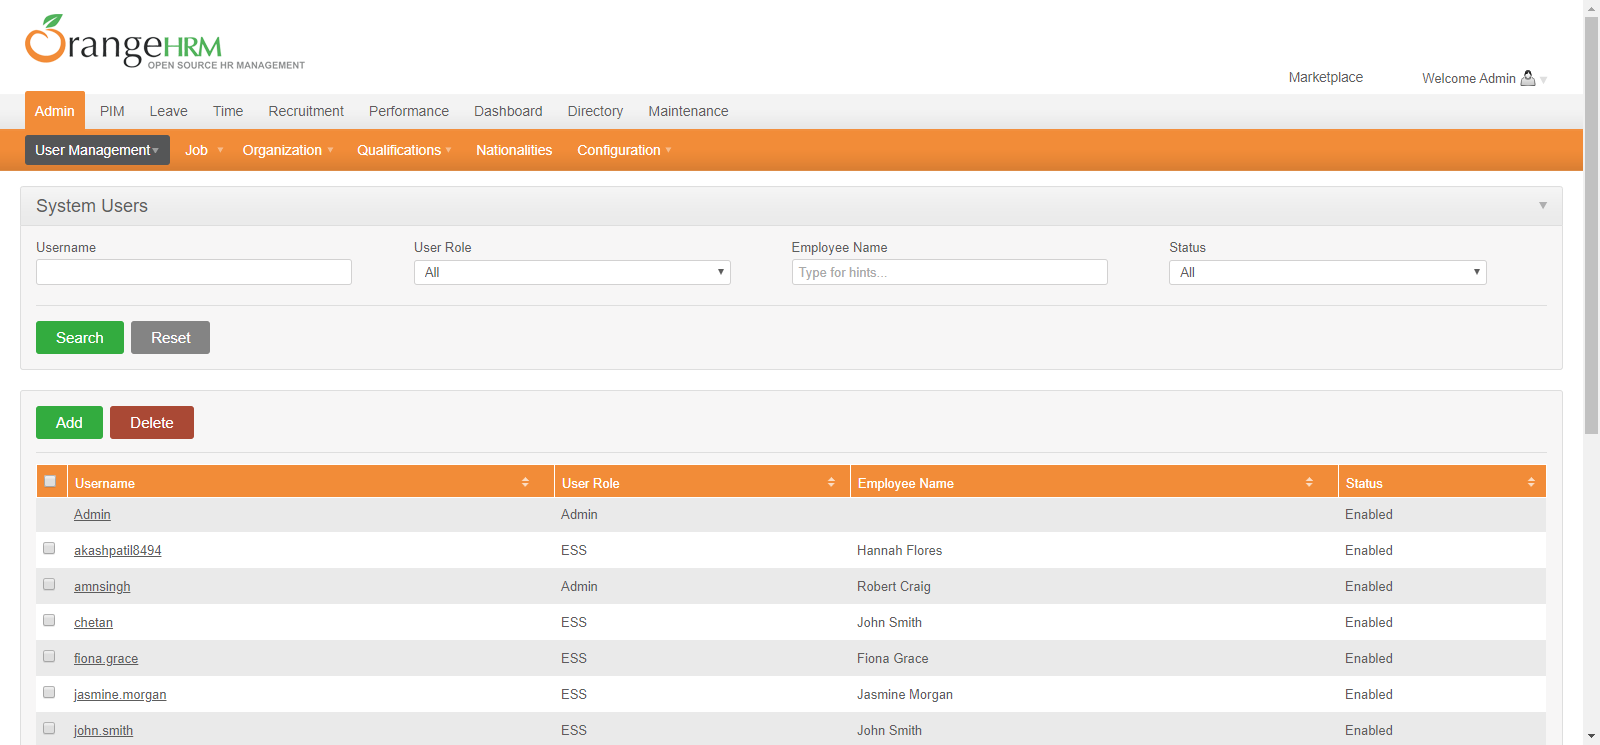 OrangeHRM
OPEN SOURCE HR MANAGEMENT
Marketplace Welcome Admin
Admin PIM Leave Time Recruitment Performance Dashboard Directory Maintenance
User Management Job Organization Qualifications Nationalities Configuration
System Users
Username User Role Employee Name Status
All Type for hints... All
Search Reset
Add Delete
Username User Role Employee Name Status
Admin Admin Enabled
akashpatil8494 ESS Hannah Flores Enabled
amnsingh Admin Robert Craig Enabled
chetan ESS John Smith Enabled
fiona.grace ESS Fiona Grace Enabled
jasmine.morgan ESS Jasmine Morgan Enabled
john.smith ESS John Smith Enabled